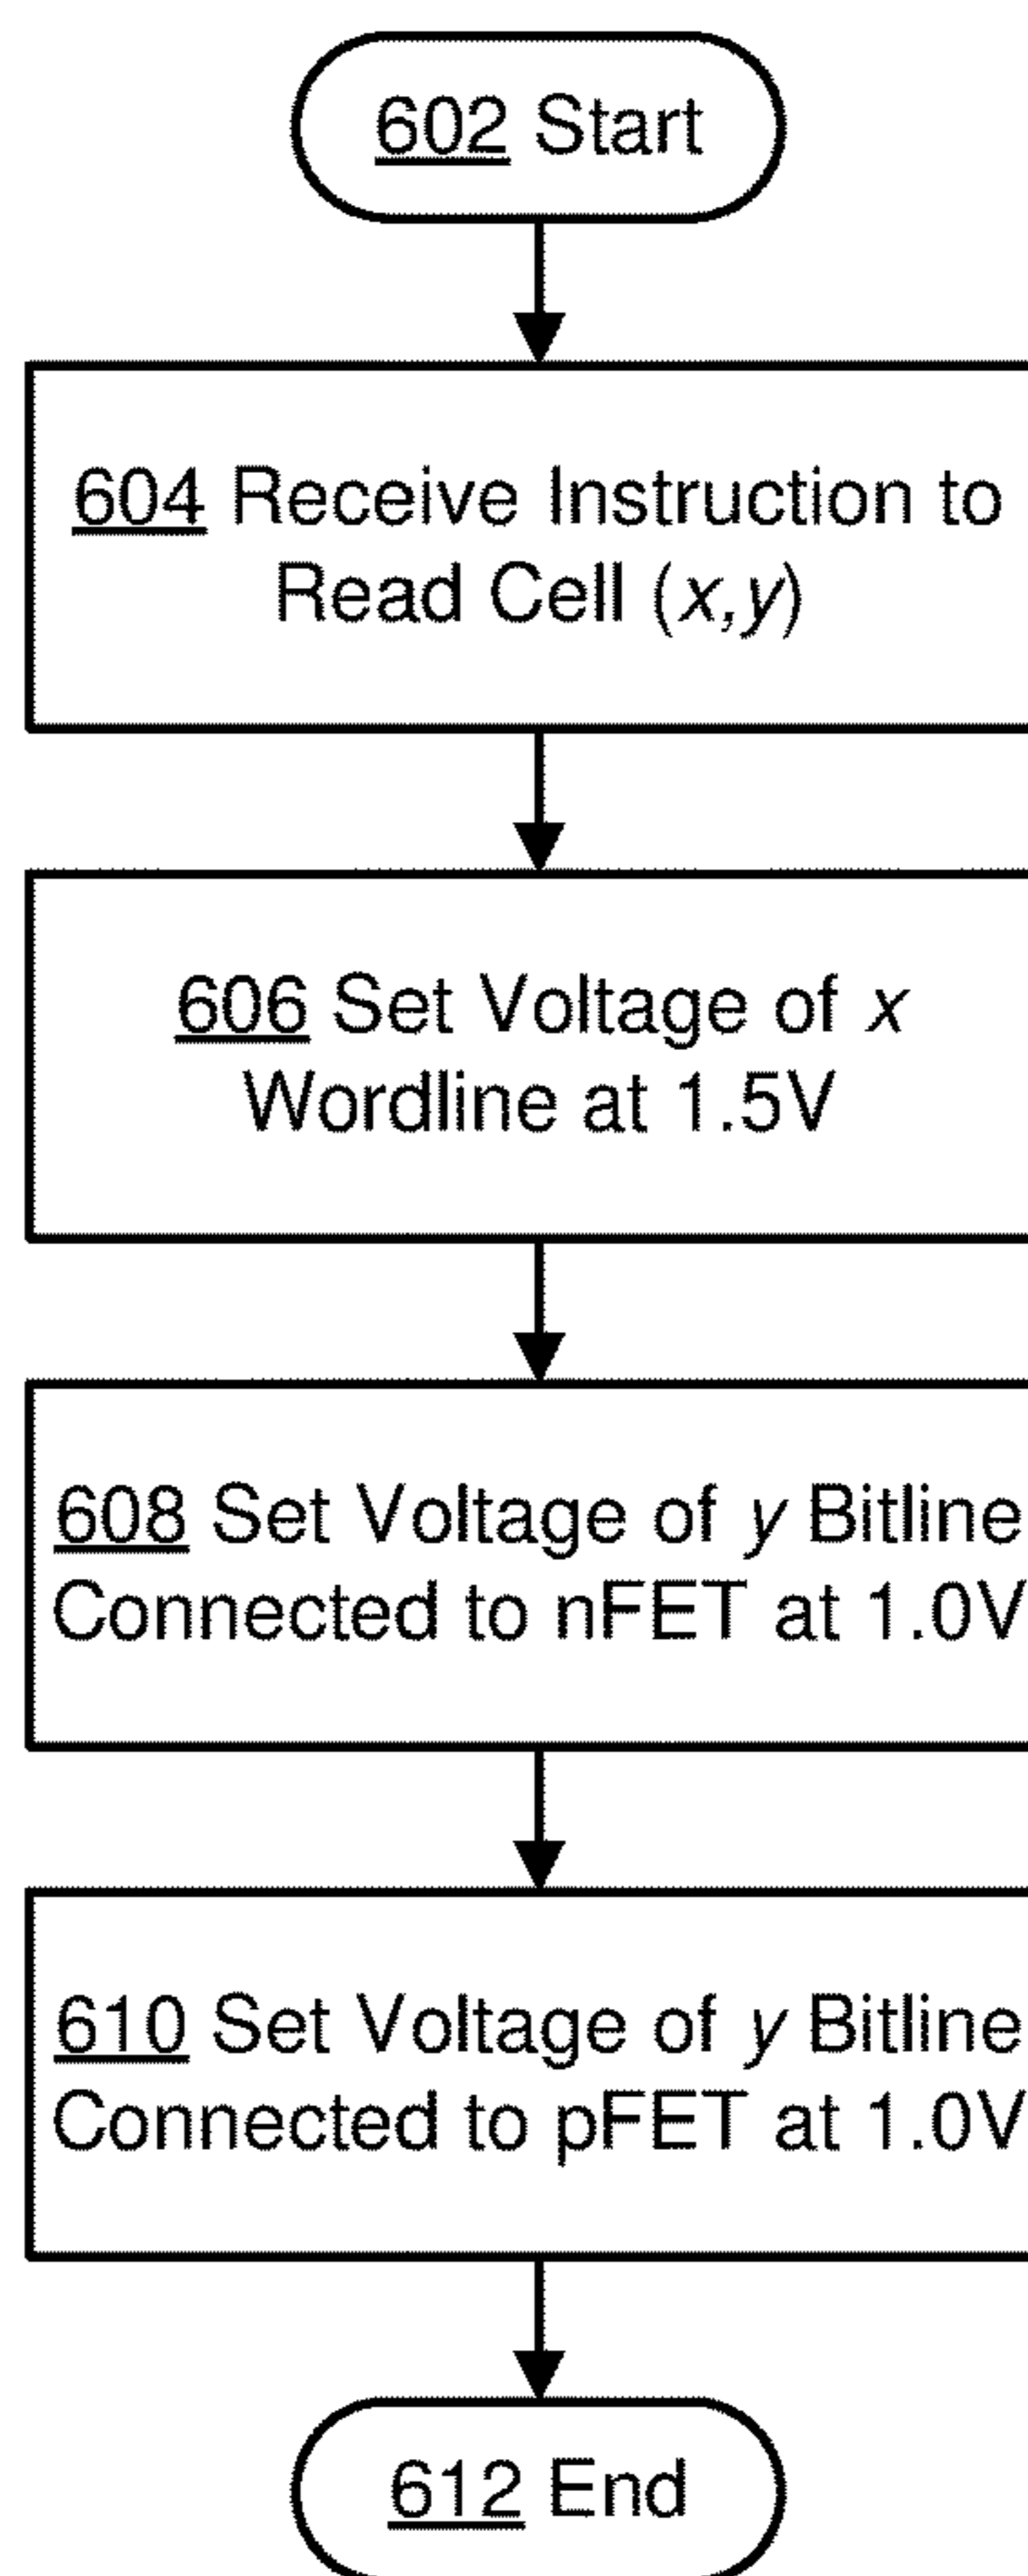 602 Start
604 Receive Instruction to
Read Cell (x,y)
606 Set Voltage of x
Wordline at 1.5V
608 Set Voltage of y Bitline
Connected to nFET at 1.0V
610 Set Voltage of y Bitline
Connected to pFET at 1.0V
612 End